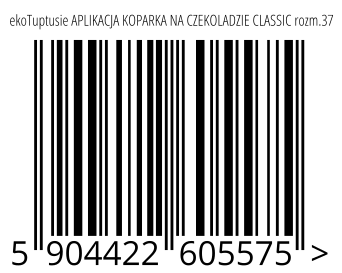 ekoTuptusie APLIKACJA KOPARKA NA CZEKOLADZIE CLASSIC rozm.37
5 904422 605575 >